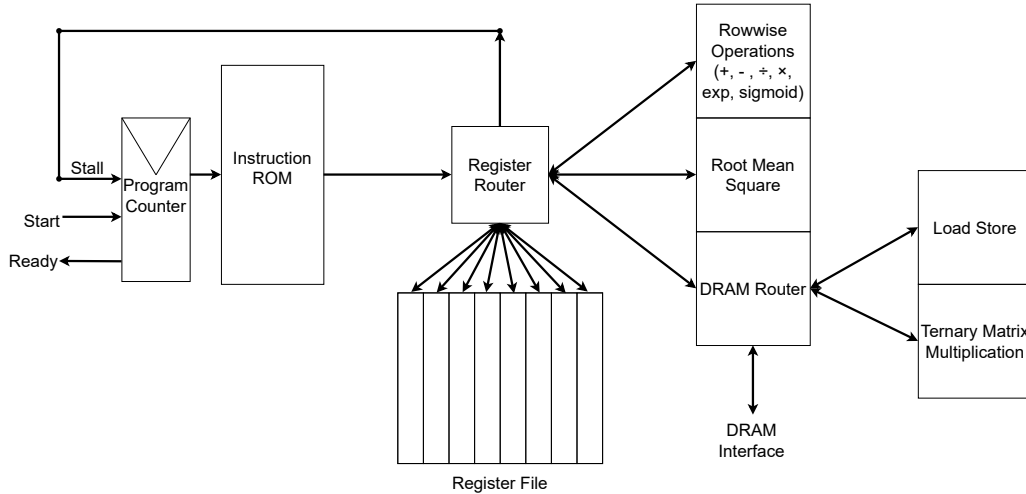 Stall
Start
Ready
Program
Counter
Instruction
ROM
Register
Router
Register File
Rowwise
Operations
(+, - , ÷, ×,
exp, sigmoid)
Root Mean
Square
DRAM Router
DRAM
Interface
Load Store
Ternary Matrix
Multiplication